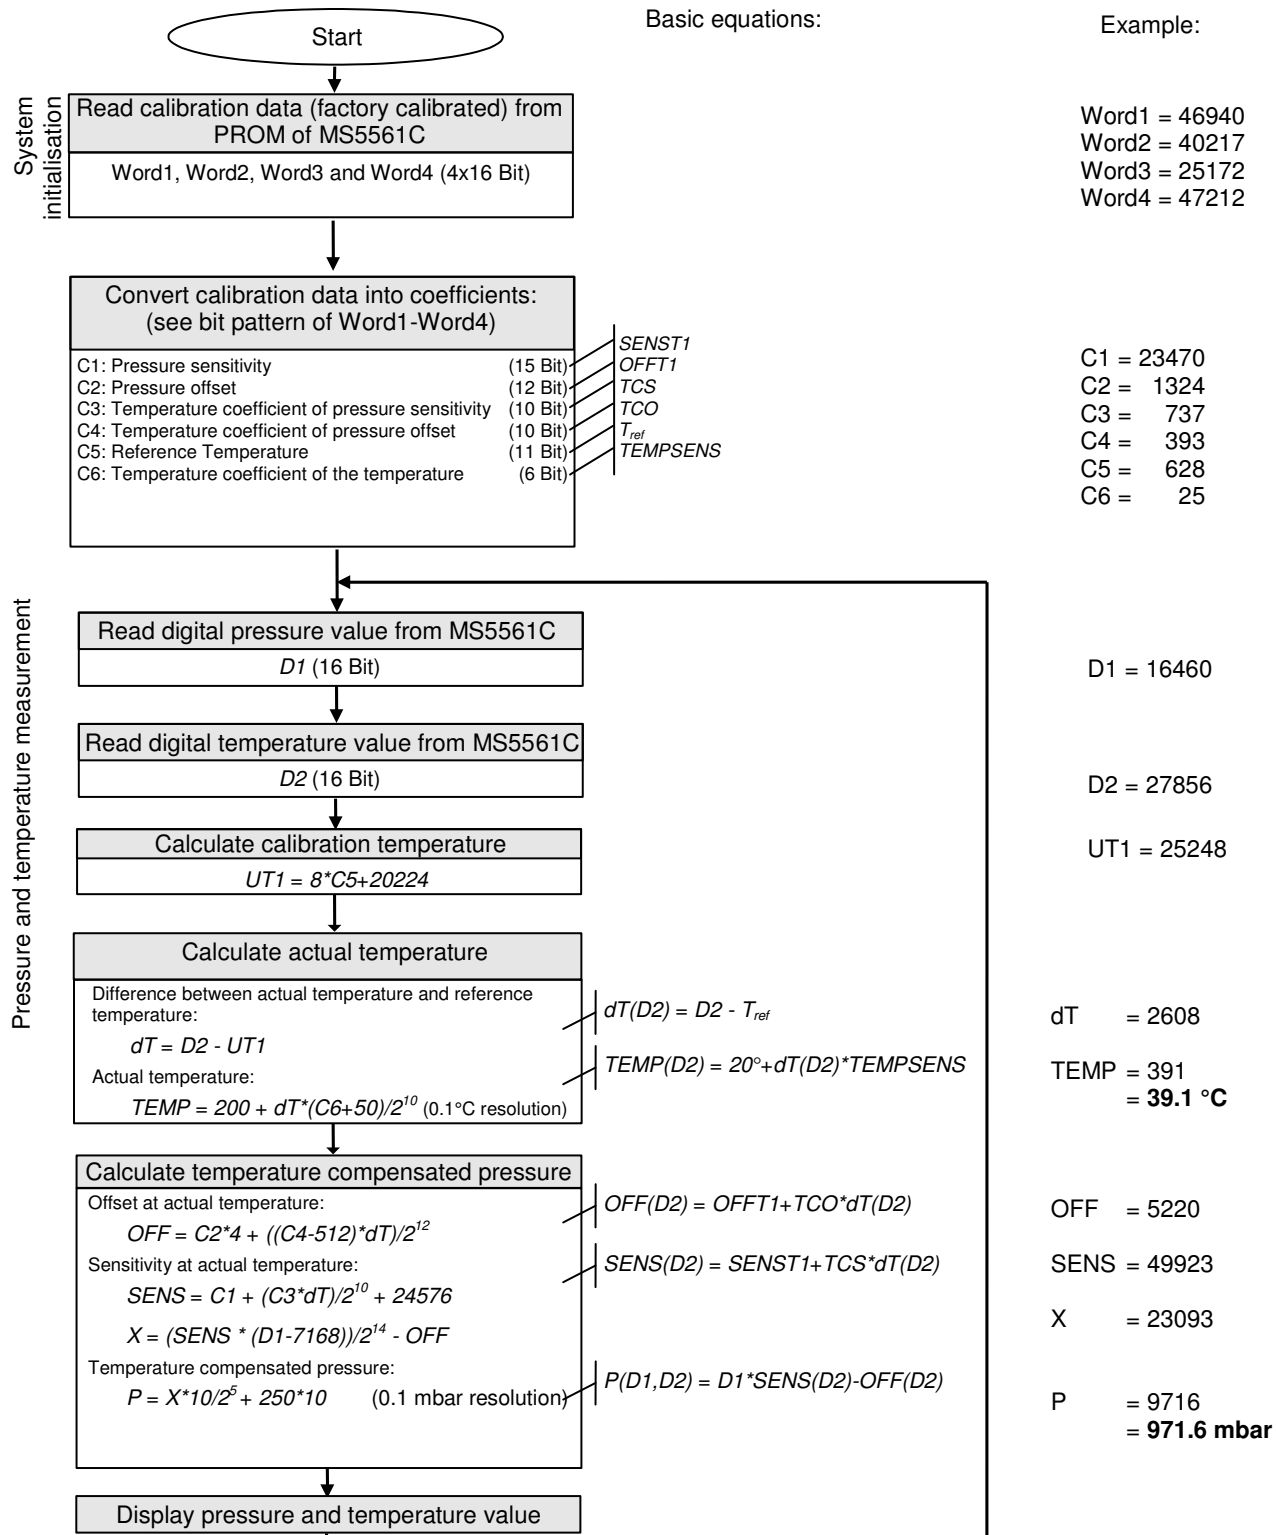 Basic equations:
Example:
Start
System
initialisation
Read calibration data (factory calibrated) from
PROM of MS5561C
Word1, Word2, Word3 and Word4 (4x16 Bit)
Word1 = 46940
Word2 = 40217
Word3 = 25172
Word4 = 47212
Convert calibration data into coefficients:
(see bit pattern of Word1-Word4)
C1: Pressure sensitivity (15 Bit)
C2: Pressure offset (12 Bit)
C3: Temperature coefficient of pressure sensitivity (10 Bit)
C4: Temperature coefficient of pressure offset (10 Bit)
C5: Reference Temperature (11 Bit)
C6: Temperature coefficient of the temperature (6 Bit)
SENST1
OFFT1
TCS
TCO
T_ref
TEMPSENS
C1 = 23470
C2 = 1324
C3 = 737
C4 = 393
C5 = 628
C6 = 25
Pressure and temperature measurement
Read digital pressure value from MS5561C
D1 (16 Bit)
D1 = 16460
Read digital temperature value from MS5561C
D2 (16 Bit)
D2 = 27856
Calculate calibration temperature
UT1 = 8*C5+20224
UT1 = 25248
Calculate actual temperature
Difference between actual temperature and reference
temperature:
dT = D2 - UT1
Actual temperature:
TEMP = 200 + dT*(C6+50)/2^10 (0.1°C resolution)
dT(D2) = D2 - T_ref
TEMP(D2) = 20°+dT(D2)*TEMPSENS
dT = 2608
TEMP = 391
= 39.1 °C
Calculate temperature compensated pressure
Offset at actual temperature:
OFF = C2*4 + ((C4-512)*dT)/2^12
Sensitivity at actual temperature:
SENS = C1 + (C3*dT)/2^10 + 24576
X = (SENS * (D1-7168))/2^14 - OFF
Temperature compensated pressure:
P = X*10/2^5 + 250*10 (0.1 mbar resolution)
OFF(D2) = OFFT1+TCO*dT(D2)
SENS(D2) = SENST1+TCS*dT(D2)
P(D1,D2) = D1*SENS(D2)-OFF(D2)
OFF = 5220
SENS = 49923
X = 23093
P = 9716
= 971.6 mbar
Display pressure and temperature value